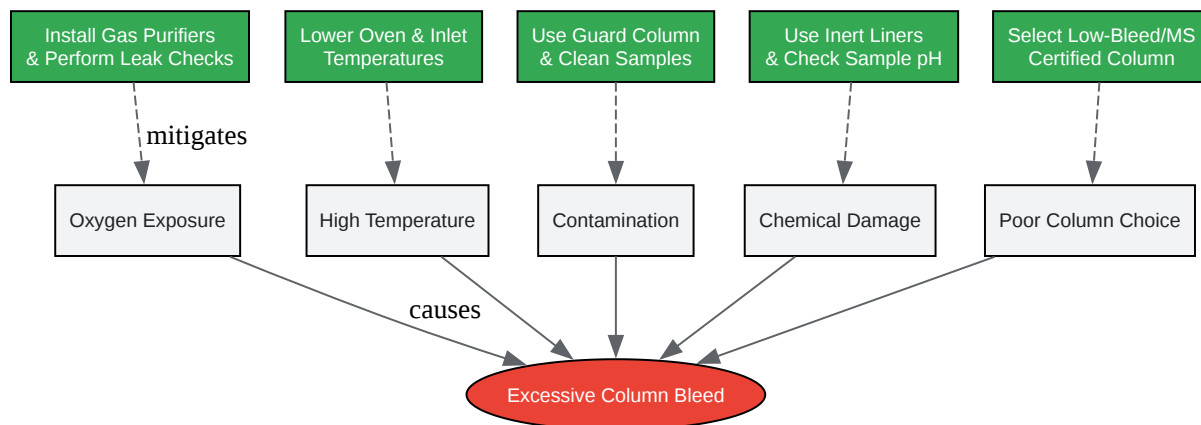 Install Gas Purifiers
& Perform Leak Checks
Lower Oven & Inlet
Temperatures
Use Guard Column
& Clean Samples
Use Inert Liners
& Check Sample pH
Select Low-Bleed/MS
Certified Column
mitigates
Oxygen Exposure
High Temperature
Contamination
Chemical Damage
Poor Column Choice
causes
Excessive Column Bleed